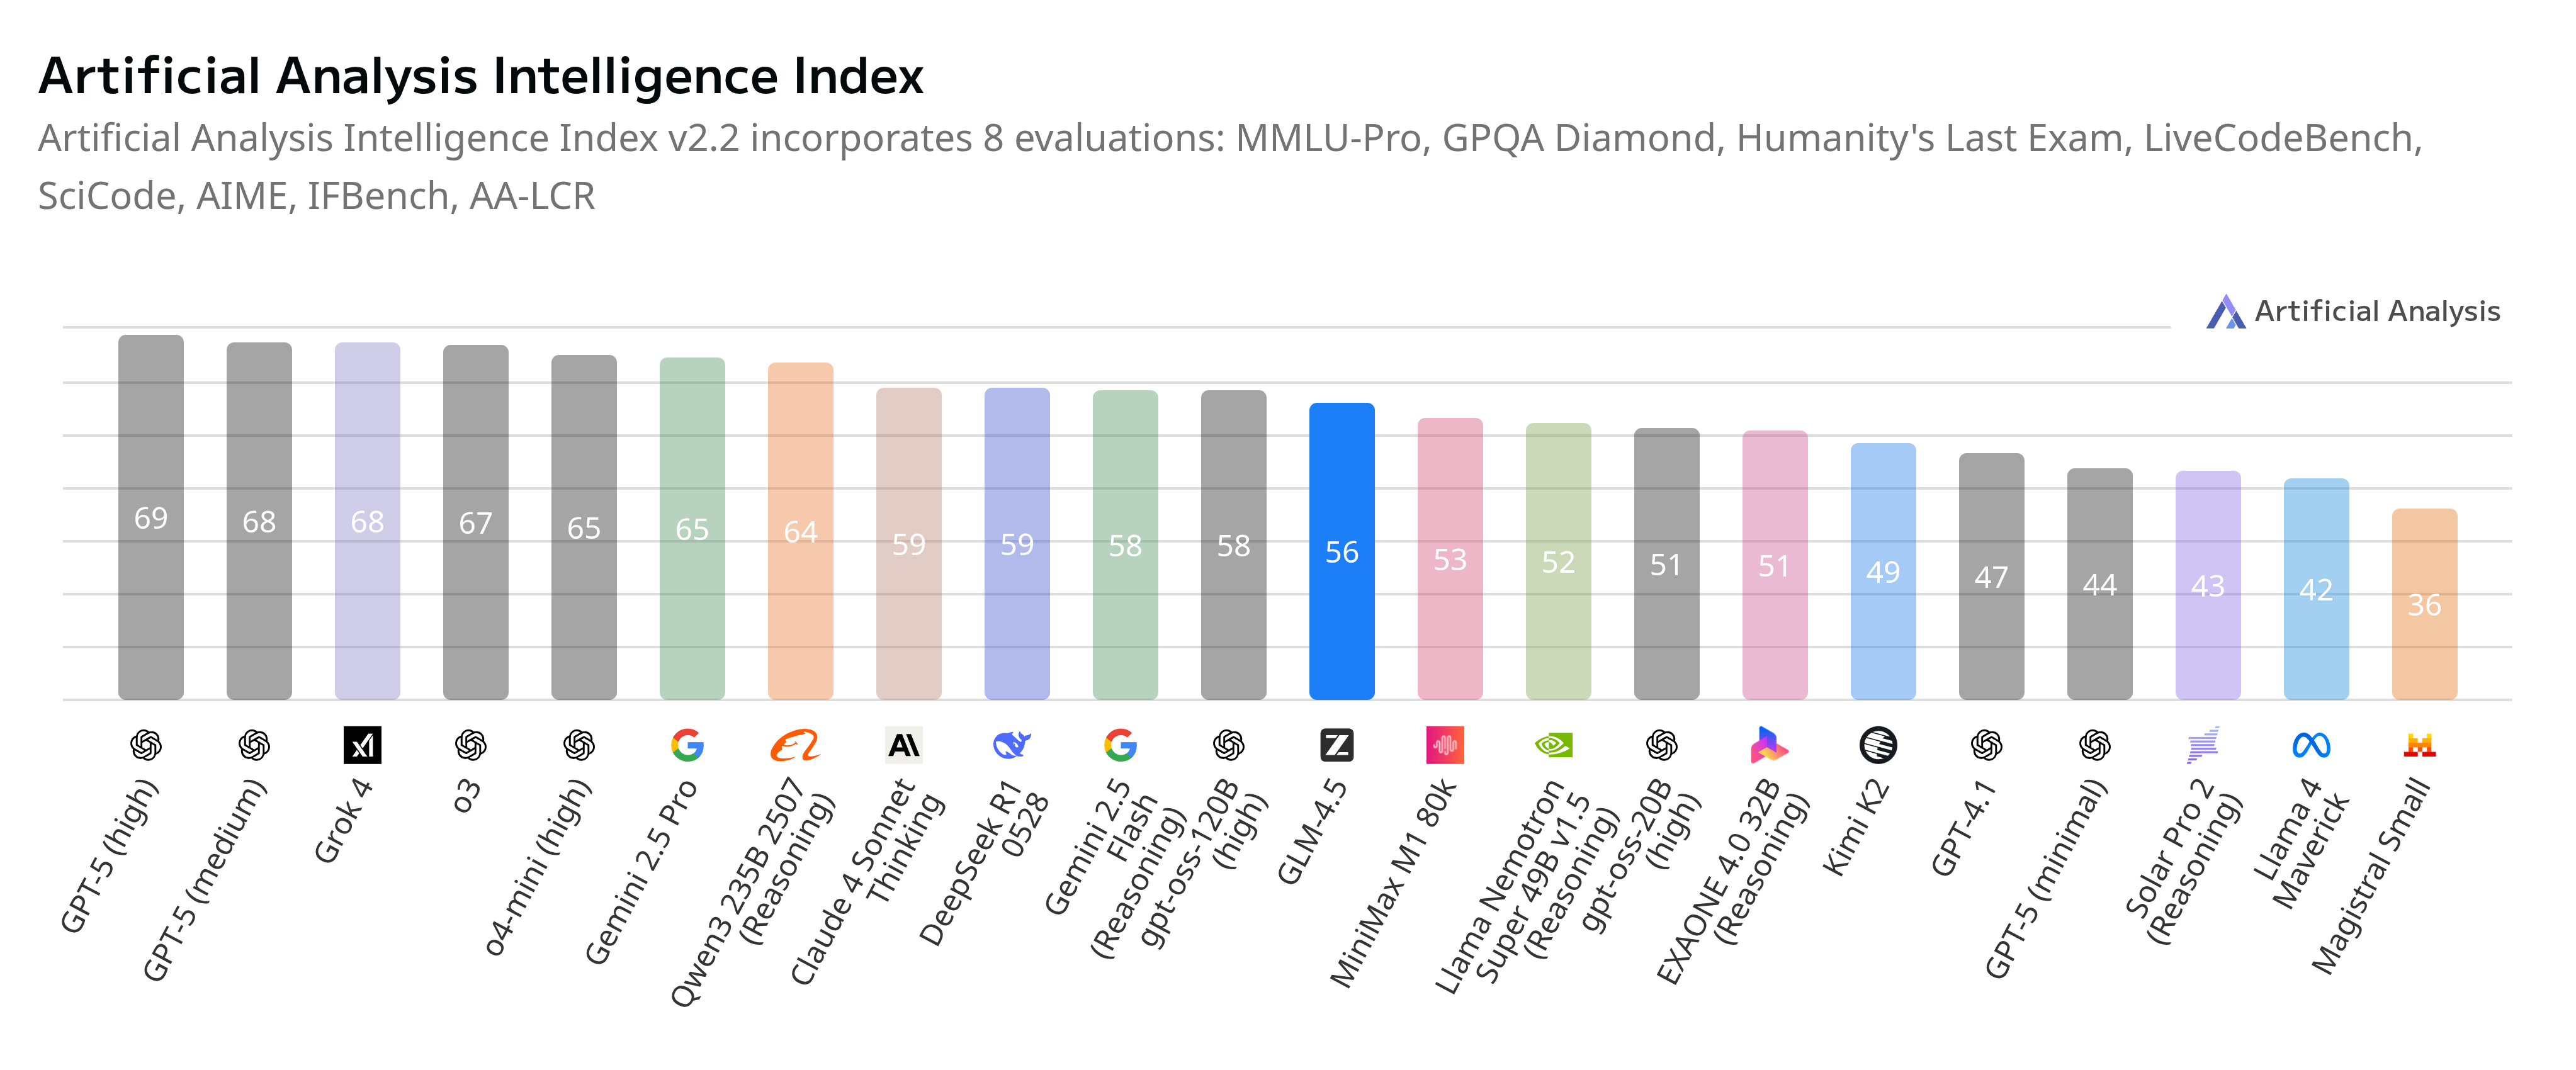 Artificial Analysis Intelligence Index
Artificial Analysis Intelligence Index v2.2 incorporates 8 evaluations: MMLU-Pro, GPQA Diamond, Humanity's Last Exam, LiveCodeBench,
SciCode, AIME, IFBench, AA-LCR
Artificial Analysis
69
68
68
67
65
65
64
59
59
58
58
56
53
52
51
51
49
47
44
43
42
36
GPT-5 (high)
GPT-5 (medium)
Grok 4
o3
o4-mini (high)
Gemini 2.5 Pro
Qwen3 235B 2507
(Reasoning)
Claude 4 Sonnet
Thinking
DeepSeek R1
0528
Gemini 2.5
Flash
(Reasoning)
gpt-oss-120B
(high)
GLM-4.5
MiniMax M1 80k
Llama Nemotron
Super 49B v1.5
(Reasoning)
gpt-oss-20B
(high)
EXAONE 4.0 32B
(Reasoning)
Kimi K2
GPT-4.1
GPT-5 (minimal)
Solar Pro 2
(Reasoning)
Llama 4
Maverick
Magistral Small